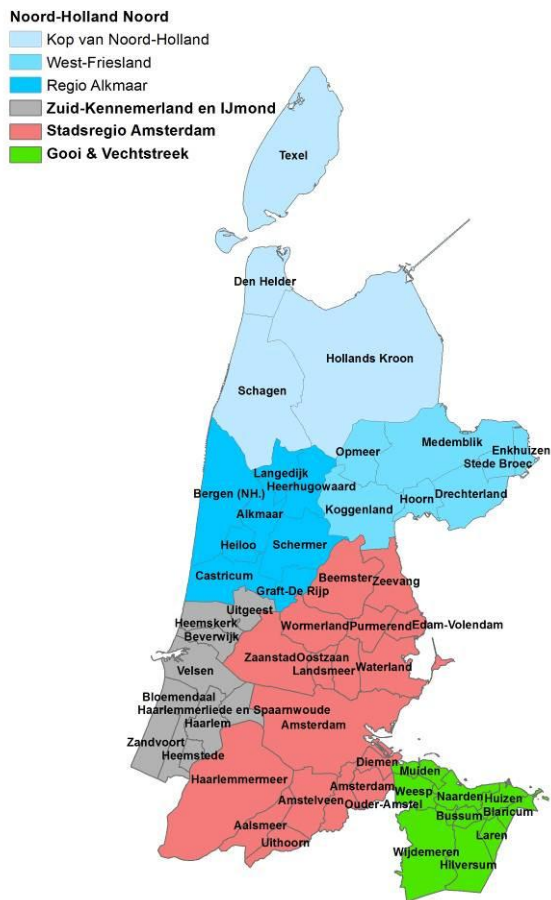 Noord-Holland Noord
Kop van Noord-Holland
West-Friesland
Regio Alkmaar
Zuid-Kennemerland en IJmond
Stadsregio Amsterdam
Gooi & Vechtstreek
Texel
Den Helder
Hollands Kroon
Schagen
Medemblik
Opmeer
Enkhuizen
Stede Broec
Langedijk
Heerhugowaard
Bergen (NH.)
Drechterland
Hoorn
Koggenland
Alkmaar
Heiloo
Schermer
Castricum
Beemster
Zeevang
Graft-De Rijp
Uitgeest
Heemskerk
Wormerland
Purmerend
Edam-Volendam
Beverwijk
Zaanstad
Oostzaan
Waterland
Landsmeer
Velsen
Bloemendaal
Haarlemmerliede en Spaarnwoude
Haarlem
Amsterdam
Zandvoort
Heemstede
Diemen
Muiden
Haarlemmermeer
Amsterdam
Weesp
Naarden
Huizen
Amstelveen
Ouder-Amstel
Bussum
Blaricum
Aalsmeer
Laren
Uithoorn
Wijdemeren
Hilversum